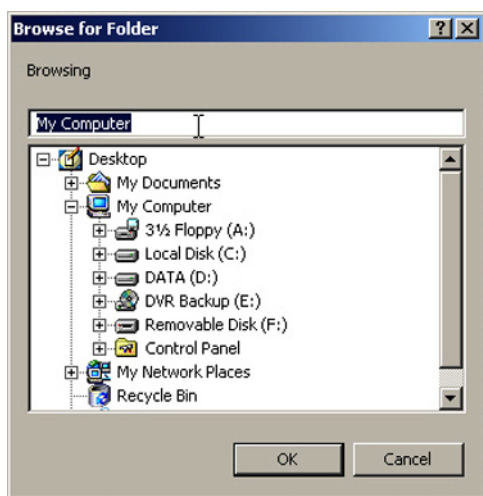 Browse for Folder
Browsing
My Computer
Desktop
My Documents
My Computer
3½ Floppy (A:)
Local Disk (C:)
DATA (D:)
DVR Backup (E:)
Removable Disk (F:)
Control Panel
My Network Places
Recycle Bin
OK Cancel